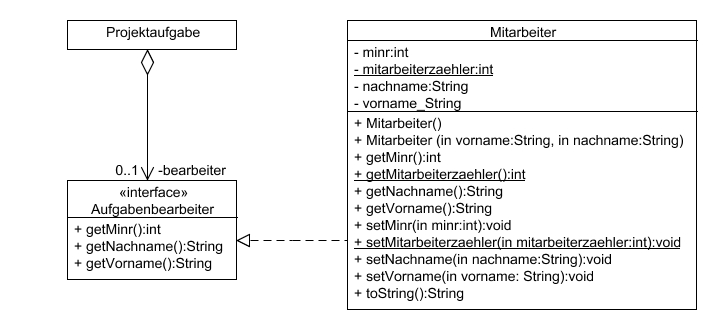 Projektaufgabe
0..1 -bearbeiter
«interface»
Aufgabenbearbeiter
+ getMinr():int
+ getNachname():String
+ getVorname():String
Mitarbeiter
- minr:int
- mitarbeiterzaehler:int
- nachname:String
- vorname_String
+ Mitarbeiter()
+ Mitarbeiter (in vorname:String, in nachname:String)
+ getMinr():int
+ getMitarbeiterzaehler():int
+ getNachname():String
+ getVorname():String
+ setMinr(in minr:int):void
+ setMitarbeiterzaehler(in mitarbeiterzaehler:int):void
+ setNachname(in nachname:String):void
+ setVorname(in vorname: String):void
+ toString():String